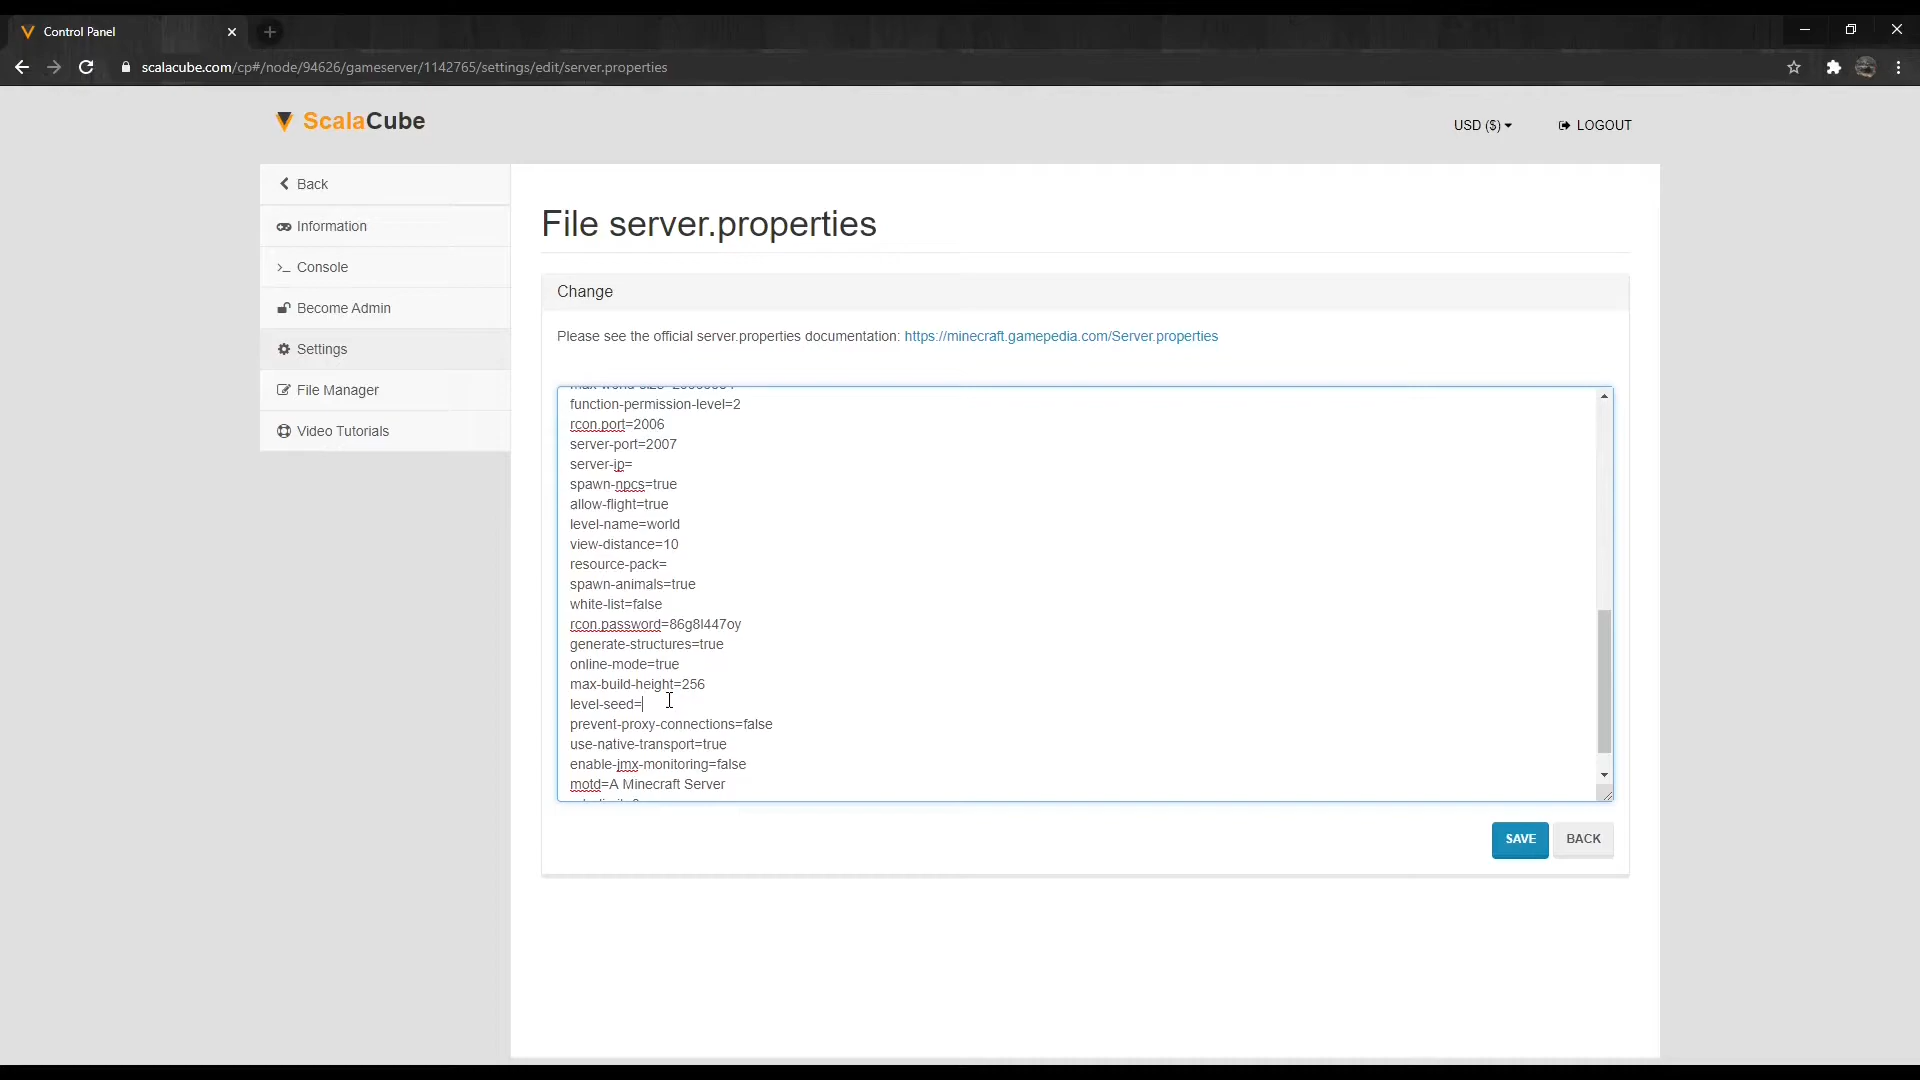 Control Panel
scalacube.com/cp#/node/94626/gameserver/1142765/settings/edit/server.properties
ScalaCube
USD ($)
LOGOUT
Back
Information
Console
Become Admin
Settings
File Manager
Video Tutorials
File server.properties
Change
Please see the official server.properties documentation: https://minecraft.gamepedia.com/Server.properties
function-permission-level=2
rcon.port=2006
server-port=2007
server-ip=
spawn-npcs=true
allow-flight=true
level-name=world
view-distance=10
resource-pack=
spawn-animals=true
white-list=false
rcon.password=86g8l447oy
generate-structures=true
online-mode=true
max-build-height=256
level-seed=
prevent-proxy-connections=false
use-native-transport=true
enable-jmx-monitoring=false
motd=A Minecraft Server
SAVE
BACK